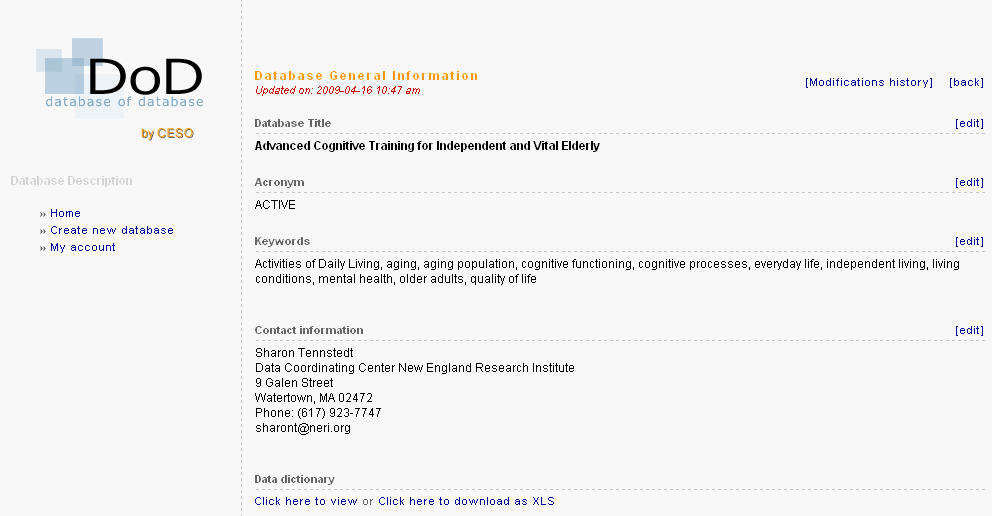 DoD
database of database
by CESO
Database Description
»» Home
»» Create new database
»» My account
Database General Information
Updated on: 2009-04-16 10:47 am
[Modifications history] [back]
Database Title [edit]
Advanced Cognitive Training for Independent and Vital Elderly
Acronym [edit]
ACTIVE
Keywords [edit]
Activities of Daily Living, aging, aging population, cognitive functioning, cognitive processes, everyday life, independent living, living
conditions, mental health, older adults, quality of life
Contact information [edit]
Sharon Tennstedt
Data Coordinating Center New England Research Institute
9 Galen Street
Watertown, MA 02472
Phone: (617) 923-7747
sharont@neri.org
Data dictionary
Click here to view or Click here to download as XLS